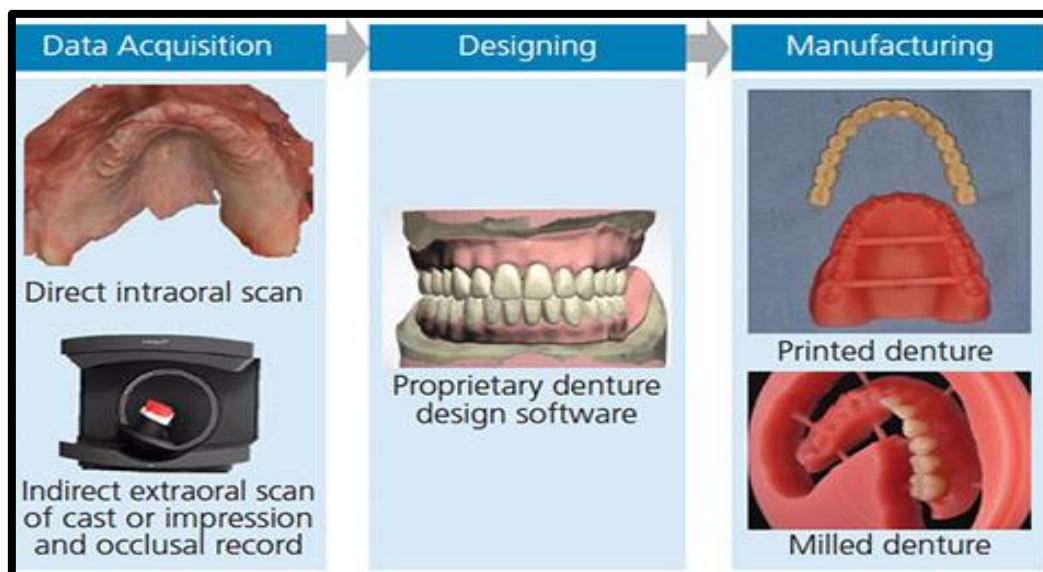 Data Acquisition
Designing
Manufacturing
Direct intraoral scan
Indirect extraoral scan
of cast or impression
and occlusal record
Proprietary denture
design software
Printed denture
Milled denture